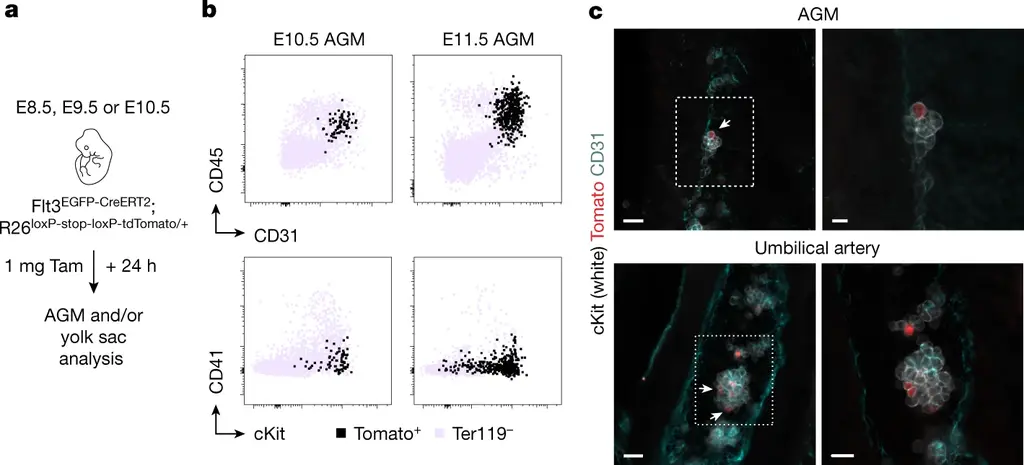 a
E8.5, E9.5 or E10.5
Flt3EGFP-CreERT2;
R26loxP-stop-loxP-tdTomato/+
1 mg Tam + 24 h
AGM and/or
yolk sac
analysis
b
E10.5 AGM E11.5 AGM
CD45
CD31
CD41
cKit
Tomato+ Ter119–
c
cKit (white) Tomato CD31
AGM
Umbilical artery